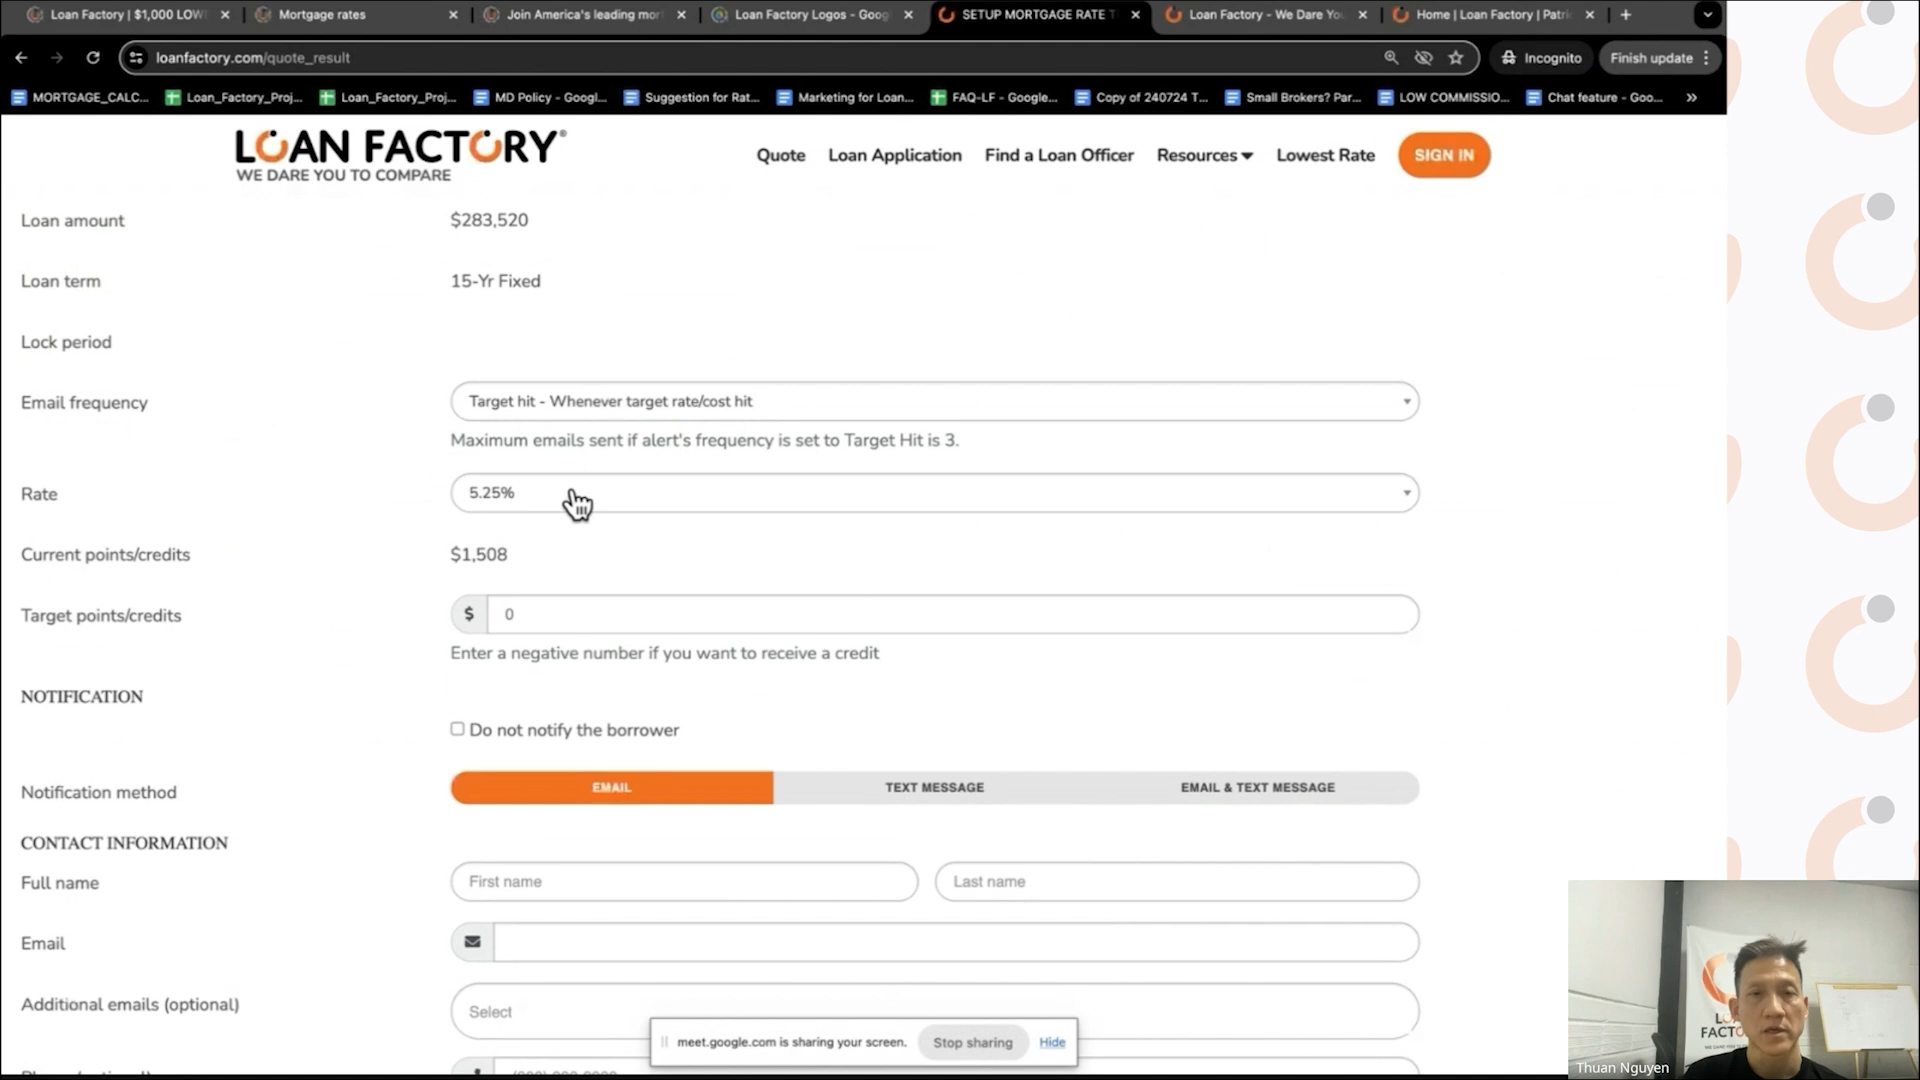 Loan Factory | $1,000 LOW
Mortgage rates
Join America's leading mor
Loan Factory Logos - Goog
SETUP MORTGAGE RATE T
Loan Factory - We Dare Yo
Home | Loan Factory | Patri
loanfactory.com/quote_result
Incognito
Finish update
MORTGAGE_CALC...
Loan_Factory_Proj...
Loan_Factory_Proj...
MD Policy - Googl...
Suggestion for Rat...
Marketing for Loan...
FAQ-LF - Google...
Copy of 240724 T...
Small Brokers? Par...
LOW COMMISSIO...
Chat feature - Goo...
LOAN FACTORY®
WE DARE YOU TO COMPARE
Quote
Loan Application
Find a Loan Officer
Resources
Lowest Rate
SIGN IN
Loan amount
$283,520
Loan term
15-Yr Fixed
Lock period
Email frequency
Target hit - Whenever target rate/cost hit
Maximum emails sent if alert's frequency is set to Target Hit is 3.
Rate
5.25%
Current points/credits
$1,508
Target points/credits
$ 0
Enter a negative number if you want to receive a credit
NOTIFICATION
Do not notify the borrower
Notification method
EMAIL
TEXT MESSAGE
EMAIL & TEXT MESSAGE
CONTACT INFORMATION
Full name
First name
Last name
Email
Additional emails (optional)
Select
meet.google.com is sharing your screen.
Stop sharing
Hide
Thuan Nguyen